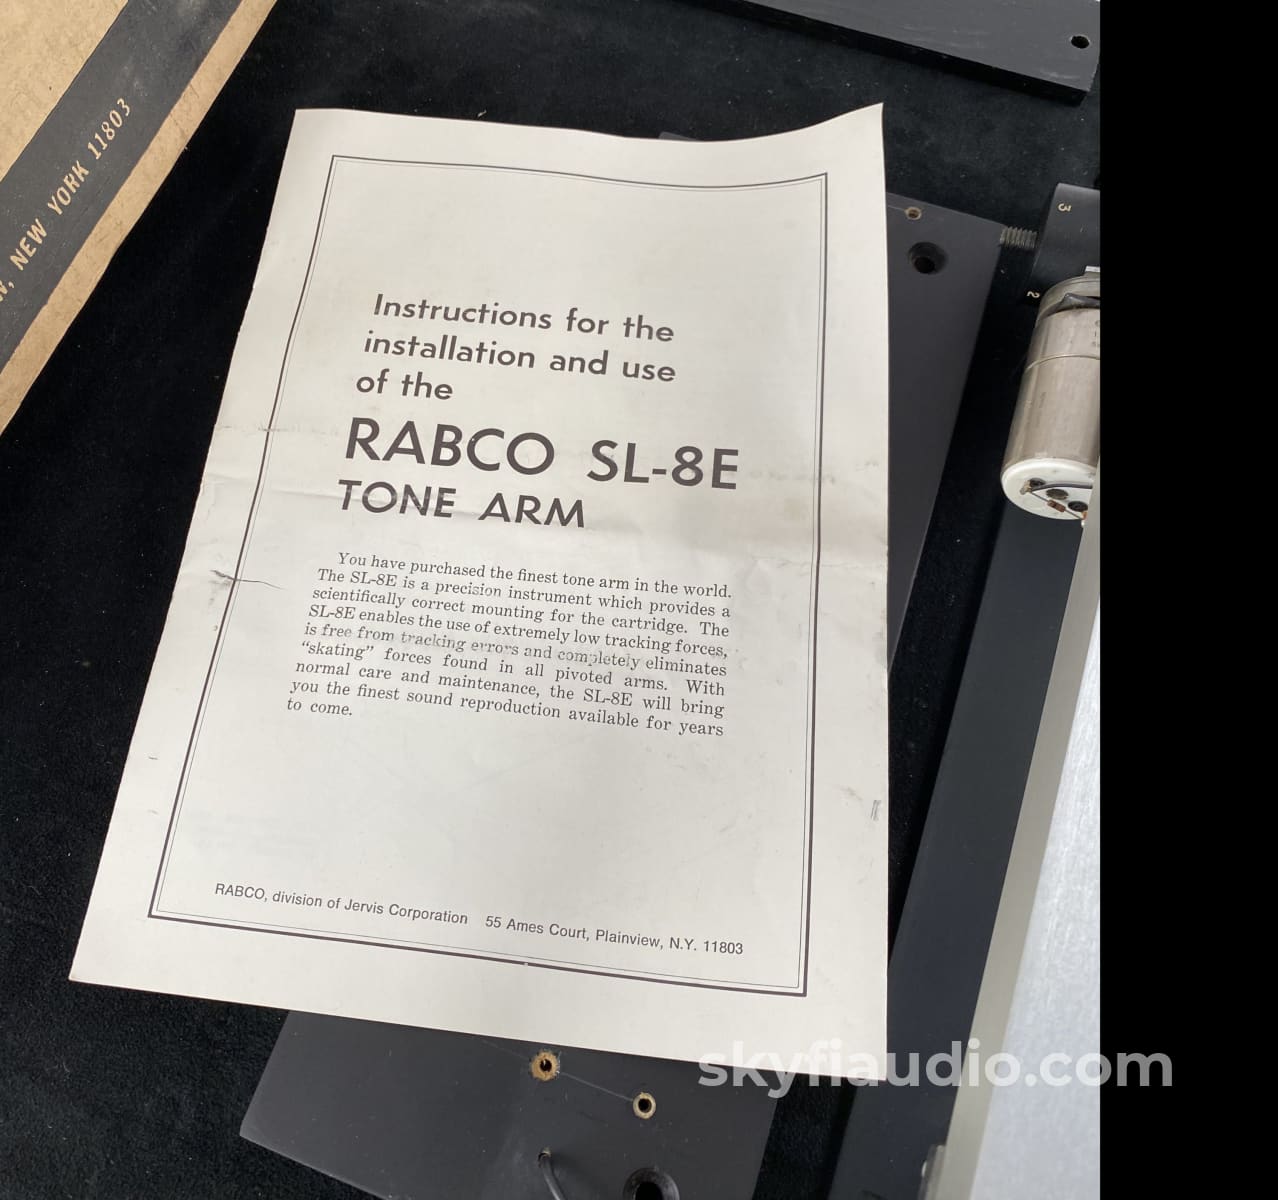 , NEW YORK 11803
Instructions for the
installation and use
of the
RABCO SL-8E
TONE ARM
You have purchased the finest tone arm in the world.
The SL-8E is a precision instrument which provides a
scientifically correct mounting for the cartridge. The
SL-8E enables the use of extremely low tracking forces,
is free from tracking errors and completely eliminates
“skating” forces found in all pivoted arms. With
normal care and maintenance, the SL-8E will bring
you the finest sound reproduction available for years
to come.
RABCO, division of Jervis Corporation 55 Ames Court, Plainview, N.Y. 11803
3
2
skyfiaudio.com